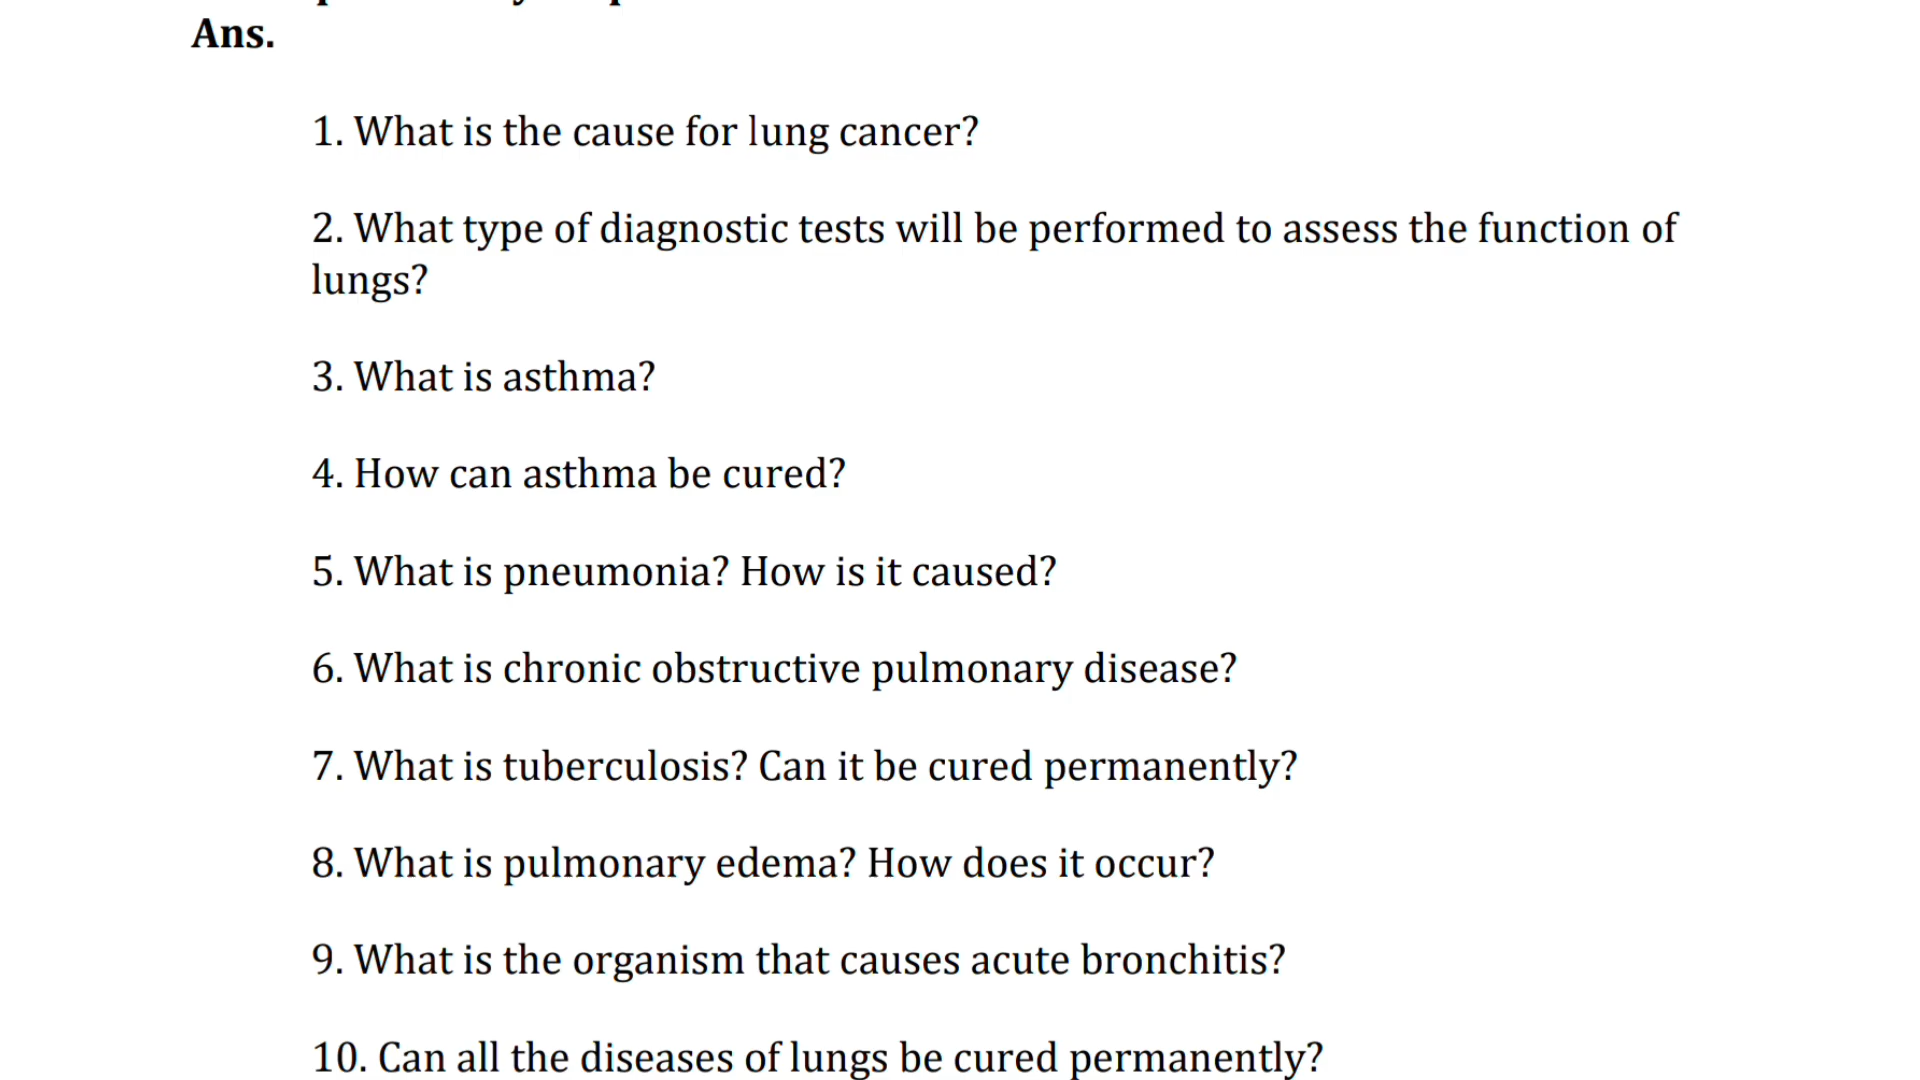 Ans.
1. What is the cause for lung cancer?
2. What type of diagnostic tests will be performed to assess the function of
lungs?
3. What is asthma?
4. How can asthma be cured?
5. What is pneumonia? How is it caused?
6. What is chronic obstructive pulmonary disease?
7. What is tuberculosis? Can it be cured permanently?
8. What is pulmonary edema? How does it occur?
9. What is the organism that causes acute bronchitis?
10. Can all the diseases of lungs be cured permanently?